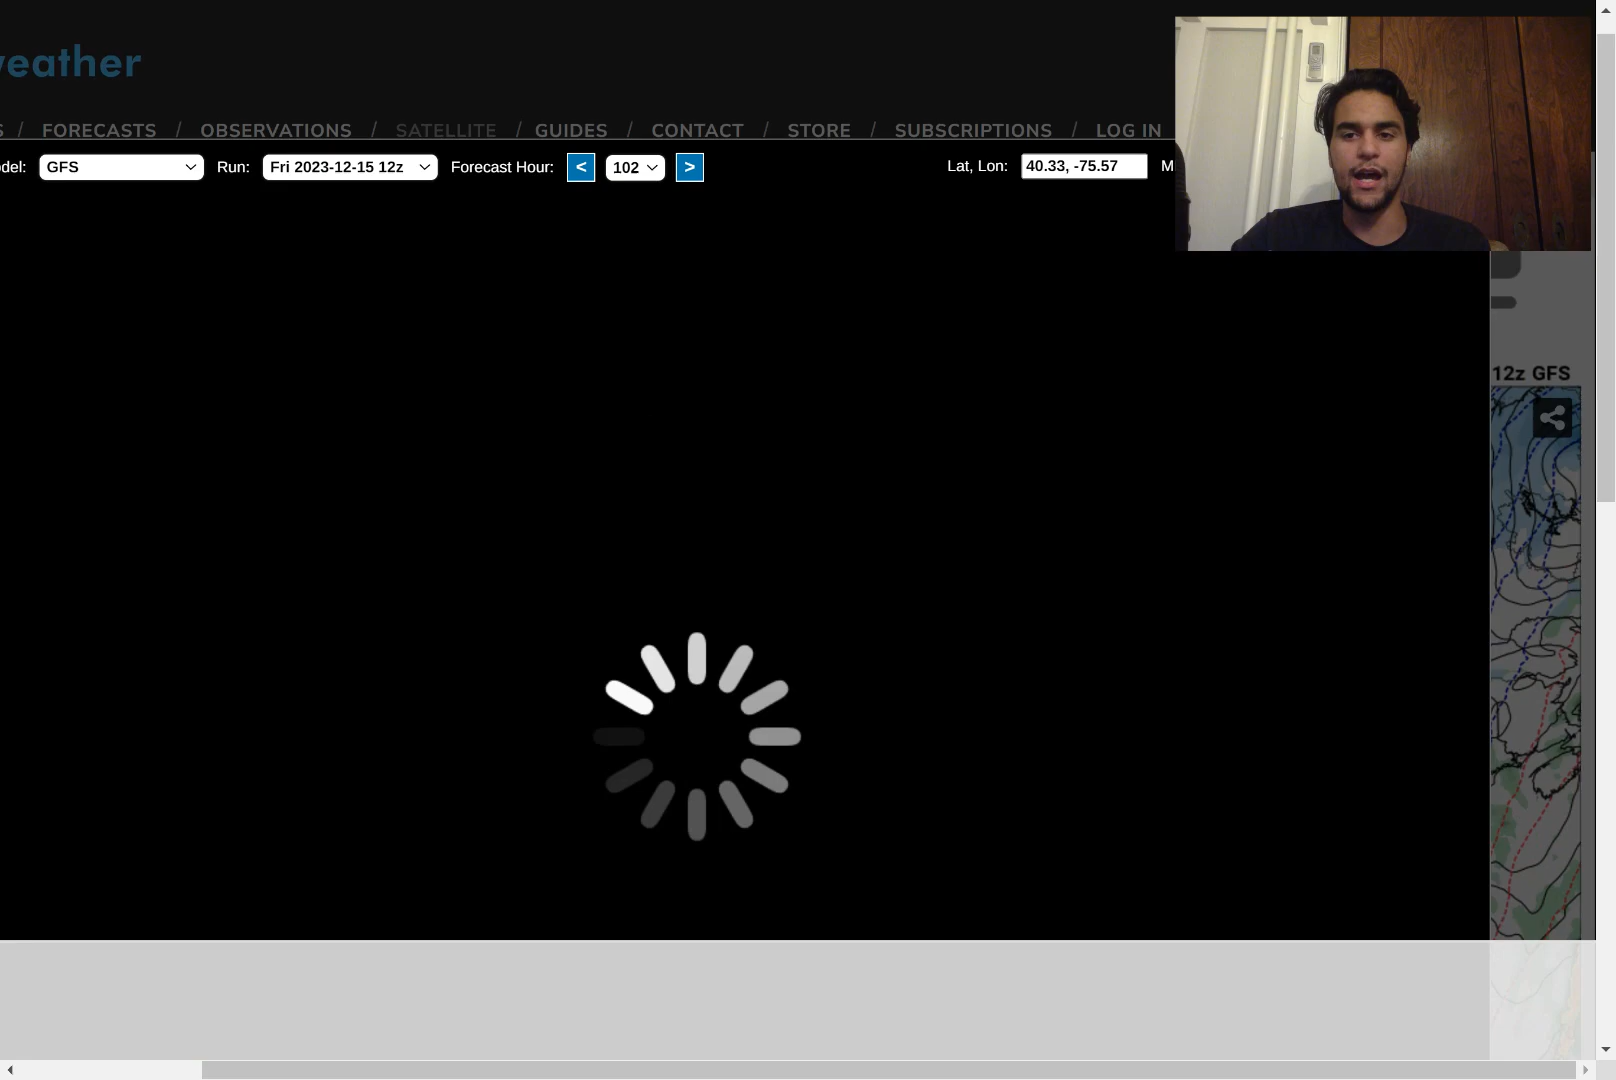 weather
FORECASTS / OBSERVATIONS / SATELLITE / GUIDES / CONTACT / STORE / SUBSCRIPTIONS / LOG IN
del: GFS Run: Fri 2023-12-15 12z Forecast Hour: < 102 > Lat, Lon: 40.33, -75.57 M
12z GFS